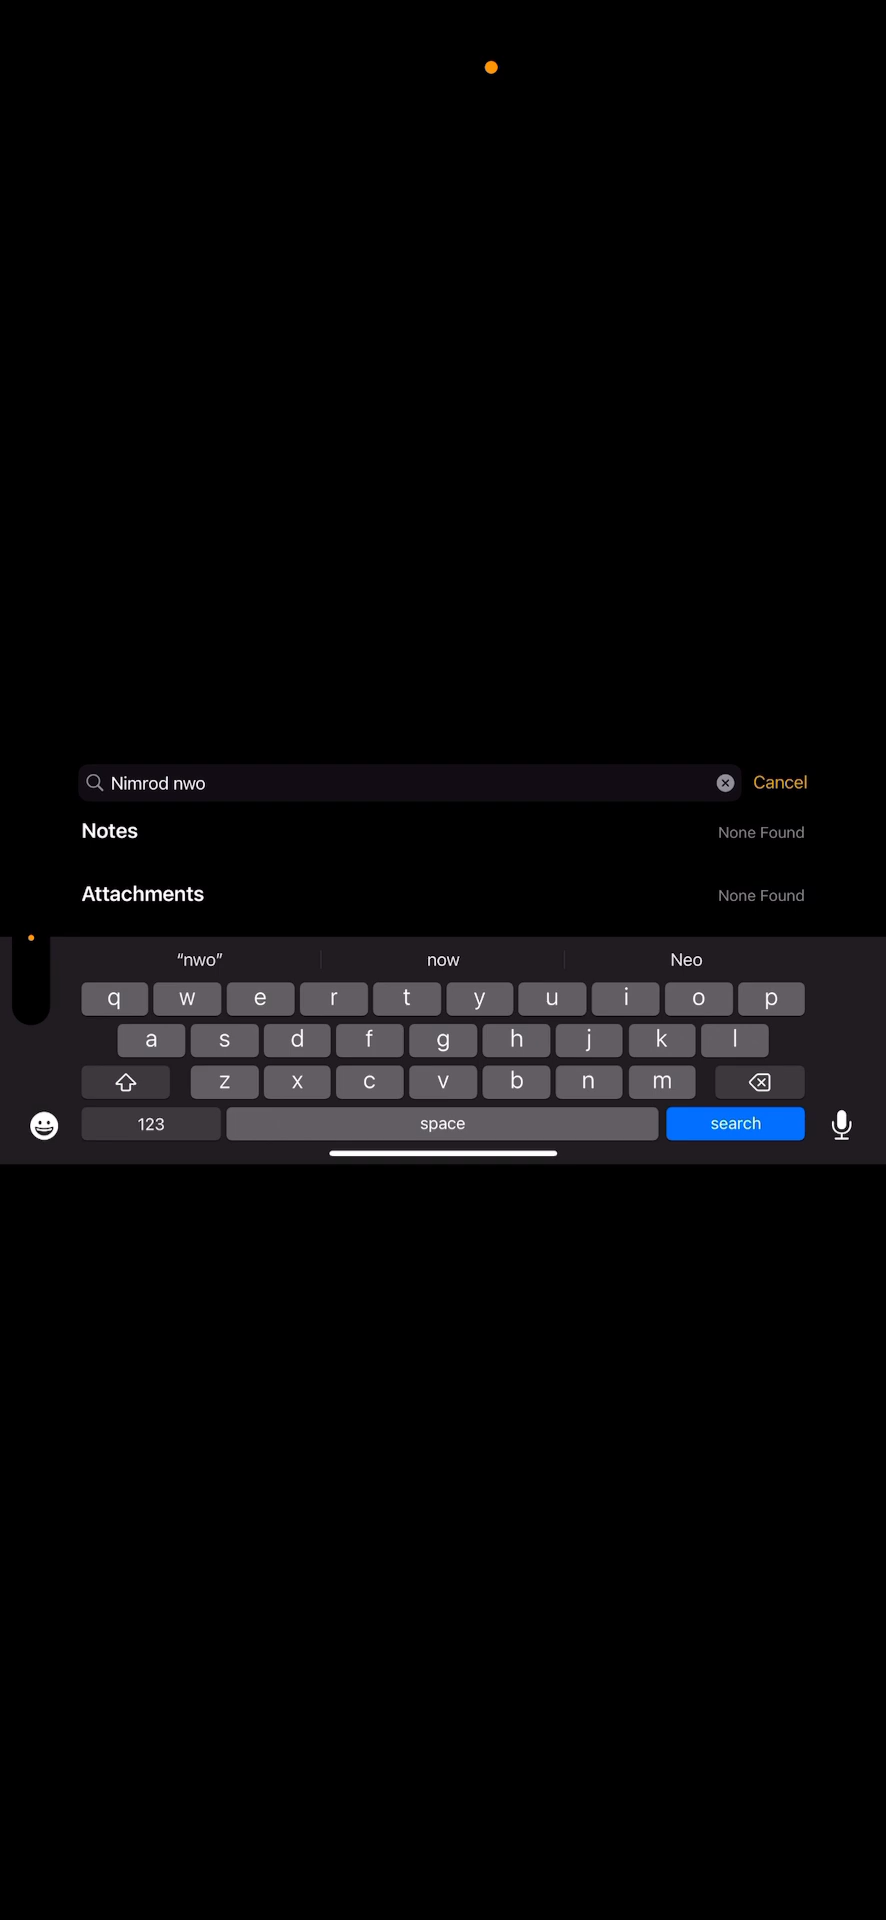 Nimrod nwo
Cancel
Notes
None Found
Attachments
None Found
“nwo” now Neo
q w e r t y u i o p
a s d f g h j k l
z x c v b n m
123 space search